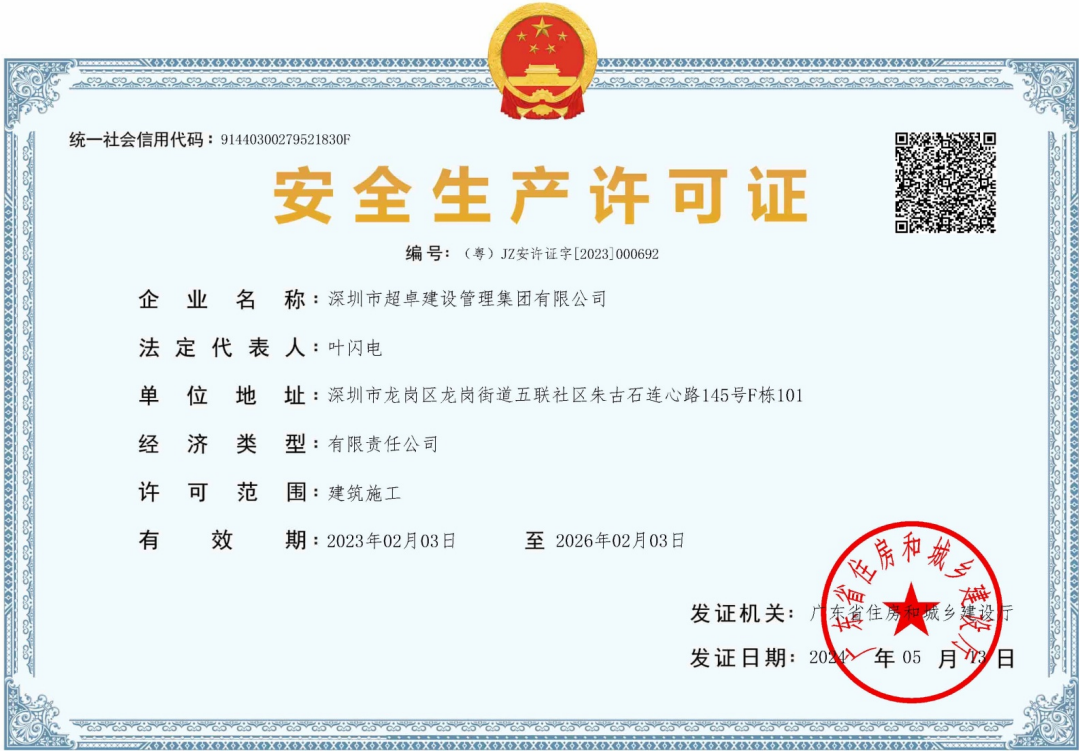 统一社会信用代码：91440300279521830F
安全生产许可证
编号：（粤）JZ安许证字[2023]000692
企业名称：深圳市超卓建设管理集团有限公司
法定代表人：叶闪电
单位地址：深圳市龙岗区龙岗街道五联社区朱古石连心路145号F栋101
经济类型：有限责任公司
许可范围：建筑施工
有效期：2023年02月03日 至 2026年02月03日
发证机关：广东省住房和城乡建设厅
发证日期：2024年05月13日
广东省住房和城乡建设厅